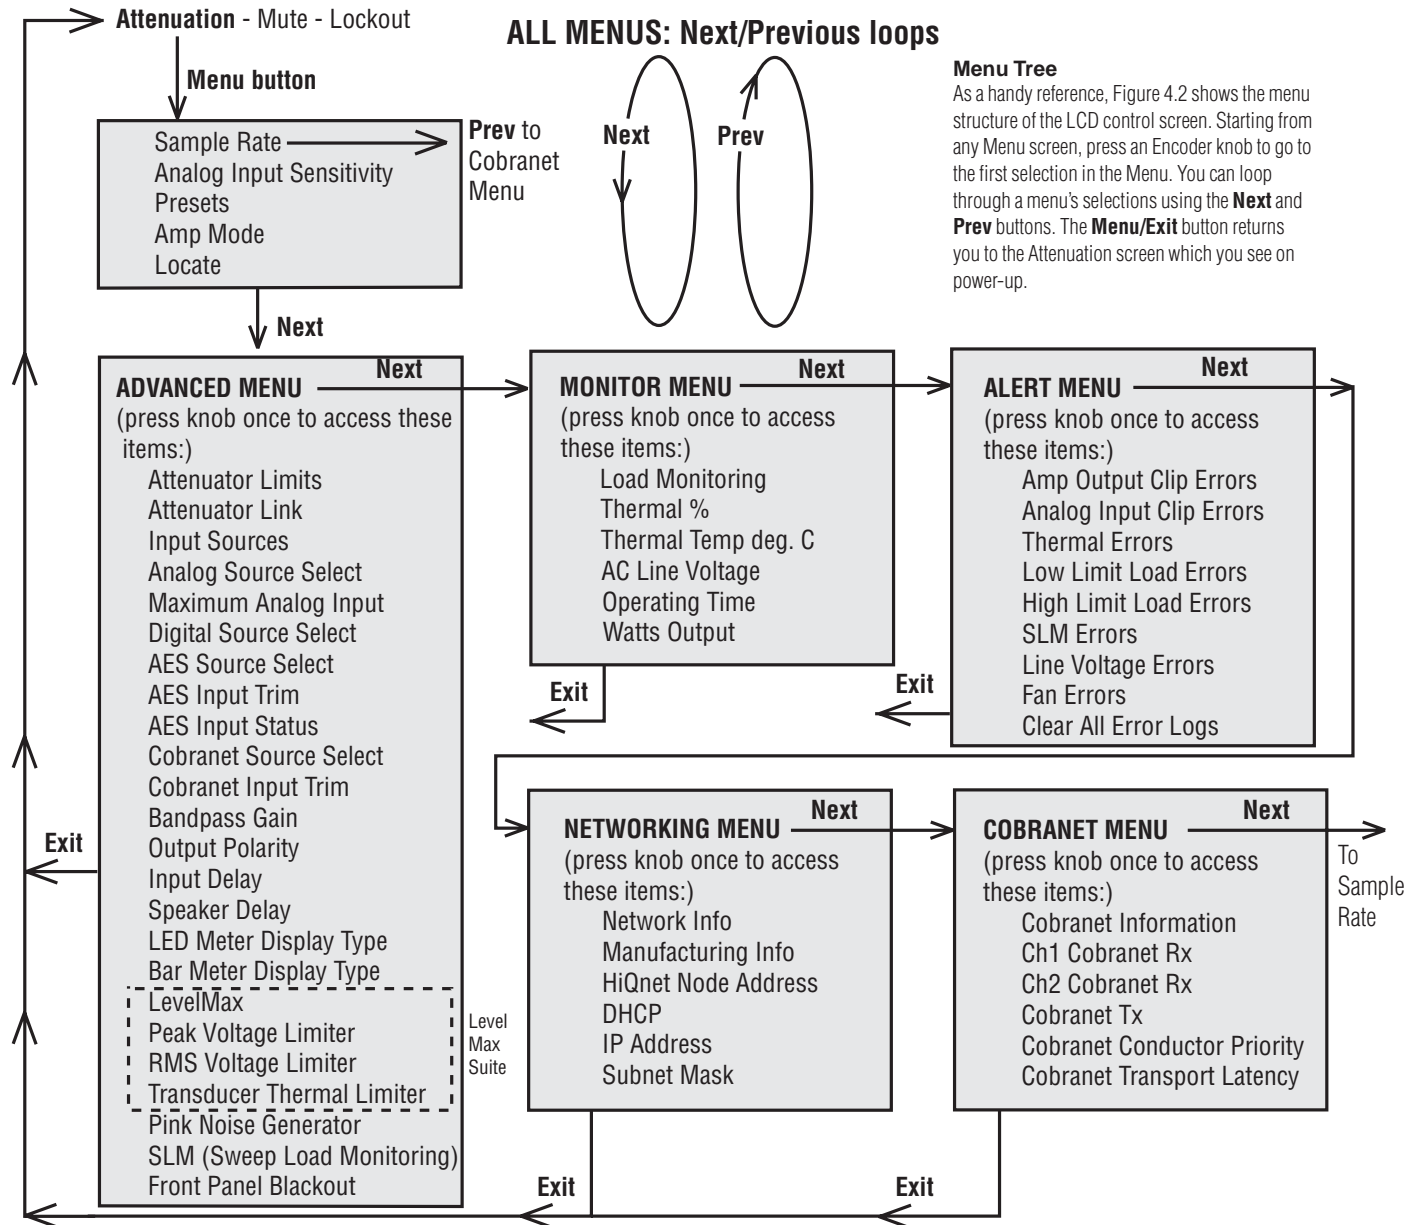 Attenuation - Mute - Lockout
ALL MENUS: Next/Previous loops
Menu button
Sample Rate
Analog Input Sensitivity
Presets
Amp Mode
Locate
Prev to
Cobranet
Menu
Next
Prev
Menu Tree
As a handy reference, Figure 4.2 shows the menu
structure of the LCD control screen. Starting from
any Menu screen, press an Encoder knob to go to
the first selection in the Menu. You can loop
through a menu's selections using the Next and
Prev buttons. The Menu/Exit button returns
you to the Attenuation screen which you see on
power-up.
Next
ADVANCED MENU
Next
(press knob once to access these
items:)
Attenuator Limits
Attenuator Link
Input Sources
Analog Source Select
Maximum Analog Input
Digital Source Select
AES Source Select
AES Input Trim
AES Input Status
Cobranet Source Select
Cobranet Input Trim
Bandpass Gain
Output Polarity
Input Delay
Speaker Delay
LED Meter Display Type
Bar Meter Display Type
LevelMax
Peak Voltage Limiter
RMS Voltage Limiter
Transducer Thermal Limiter
Pink Noise Generator
SLM (Sweep Load Monitoring)
Front Panel Blackout
Level
Max
Suite
Exit
MONITOR MENU
Next
(press knob once to access
these items:)
Load Monitoring
Thermal %
Thermal Temp deg. C
AC Line Voltage
Operating Time
Watts Output
Exit
ALERT MENU
Next
(press knob once to access
these items:)
Amp Output Clip Errors
Analog Input Clip Errors
Thermal Errors
Low Limit Load Errors
High Limit Load Errors
SLM Errors
Line Voltage Errors
Fan Errors
Clear All Error Logs
Exit
NETWORKING MENU
Next
(press knob once to access
these items:)
Network Info
Manufacturing Info
HiQnet Node Address
DHCP
IP Address
Subnet Mask
Exit
COBRANET MENU
Next
(press knob once to access
these items:)
Cobranet Information
Ch1 Cobranet Rx
Ch2 Cobranet Rx
Cobranet Tx
Cobranet Conductor Priority
Cobranet Transport Latency
To
Sample
Rate
Exit